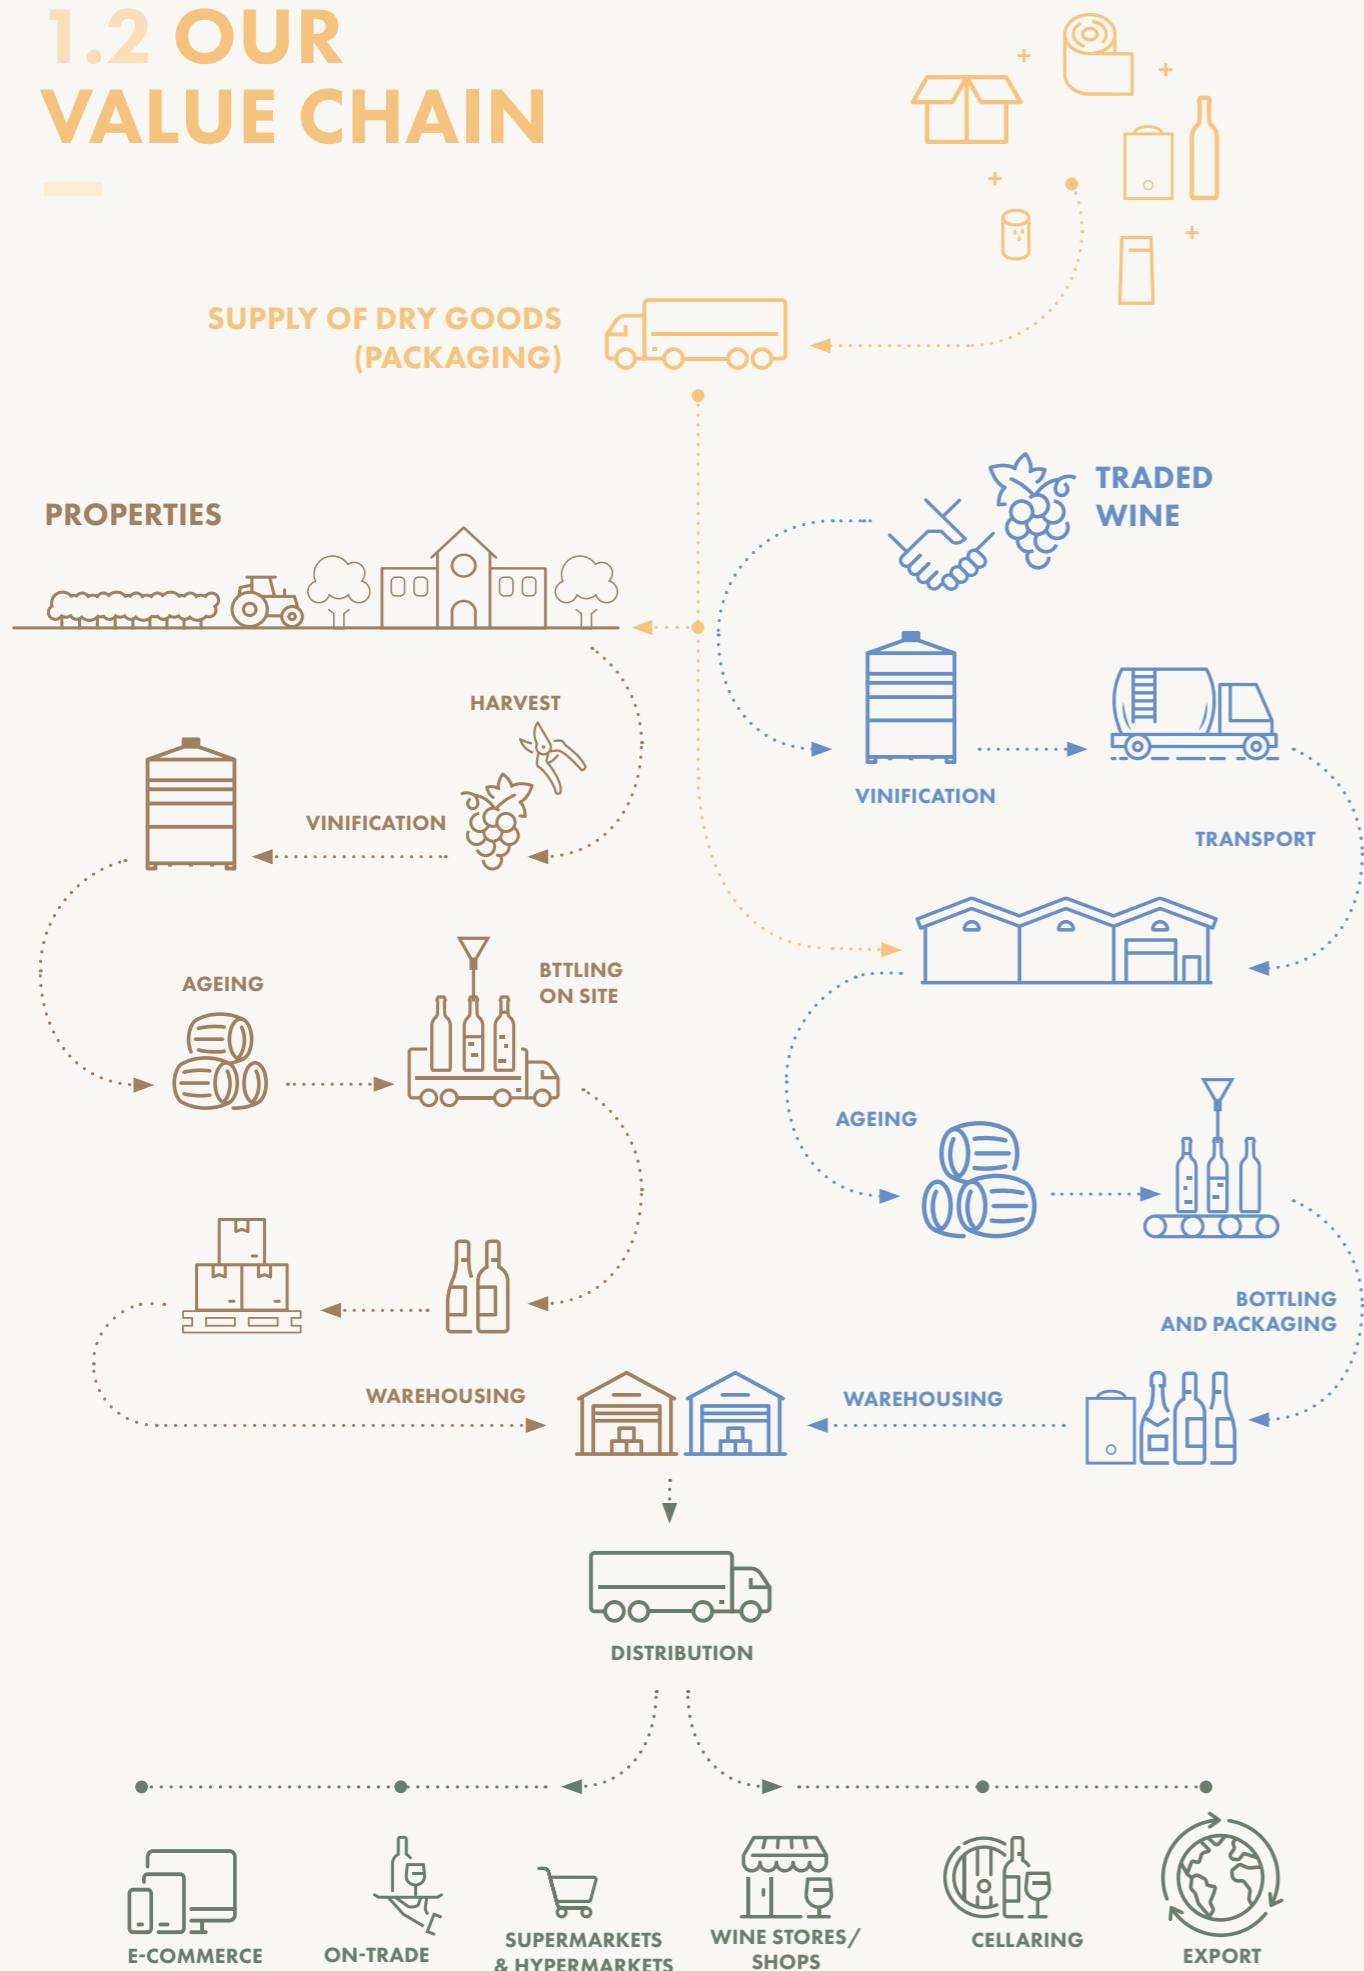 1.2 OUR
VALUE CHAIN
SUPPLY OF DRY GOODS
(PACKAGING)
TRADED
WINE
PROPERTIES
HARVEST
VINIFICATION
VINIFICATION
TRANSPORT
AGEING
BTTLING
ON SITE
AGEING
BOTTLING
AND PACKAGING
WAREHOUSING
WAREHOUSING
DISTRIBUTION
E-COMMERCE
ON-TRADE
SUPERMARKETS
& HYPERMARKETS
WINE STORES/
SHOPS
CELLARING
EXPORT